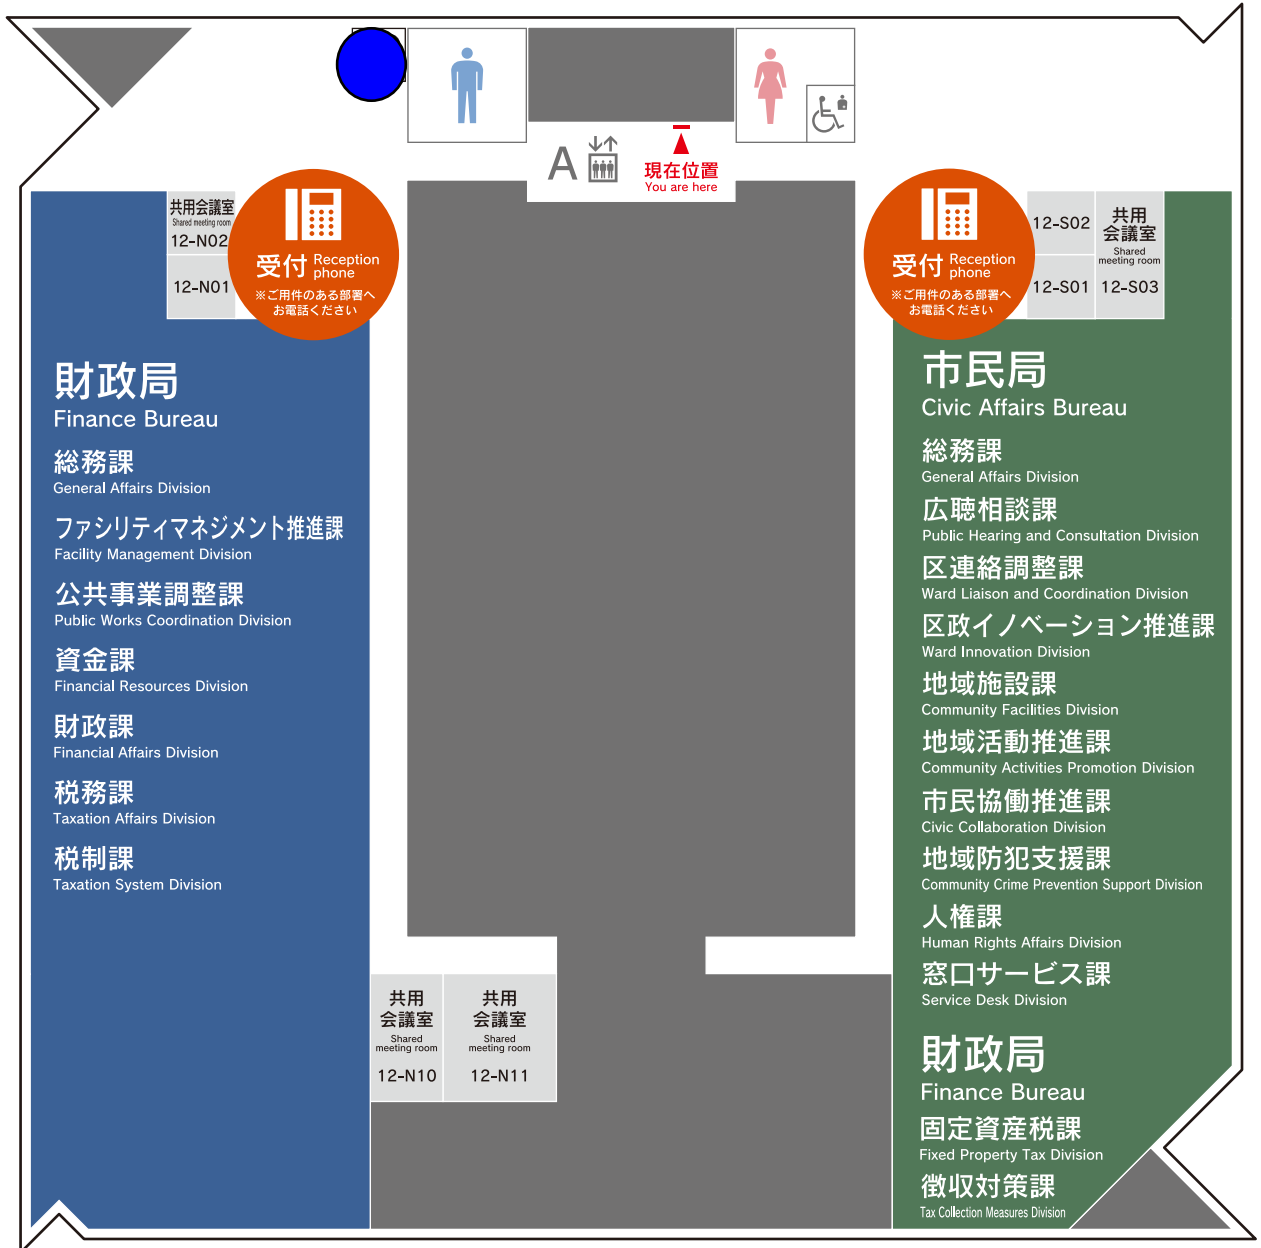 A
現在位置
You are here
共用会議室
Shared meeting room
12-N02
12-N01
受付 Reception phone
※ご用件のある部署へ
お電話ください
受付 Reception phone
※ご用件のある部署へ
お電話ください
12-S02
12-S01
共用
会議室
Shared
meeting room
12-S03
財政局
Finance Bureau
総務課
General Affairs Division
ファシリティマネジメント推進課
Facility Management Division
公共事業調整課
Public Works Coordination Division
資金課
Financial Resources Division
財政課
Financial Affairs Division
税務課
Taxation Affairs Division
税制課
Taxation System Division
共用
会議室
Shared
meeting room
12-N10
共用
会議室
Shared
meeting room
12-N11
市民局
Civic Affairs Bureau
総務課
General Affairs Division
広聴相談課
Public Hearing and Consultation Division
区連絡調整課
Ward Liaison and Coordination Division
区政イノベーション推進課
Ward Innovation Division
地域施設課
Community Facilities Division
地域活動推進課
Community Activities Promotion Division
市民協働推進課
Civic Collaboration Division
地域防犯支援課
Community Crime Prevention Support Division
人権課
Human Rights Affairs Division
窓口サービス課
Service Desk Division
財政局
Finance Bureau
固定資産税課
Fixed Property Tax Division
徴収対策課
Tax Collection Measures Division